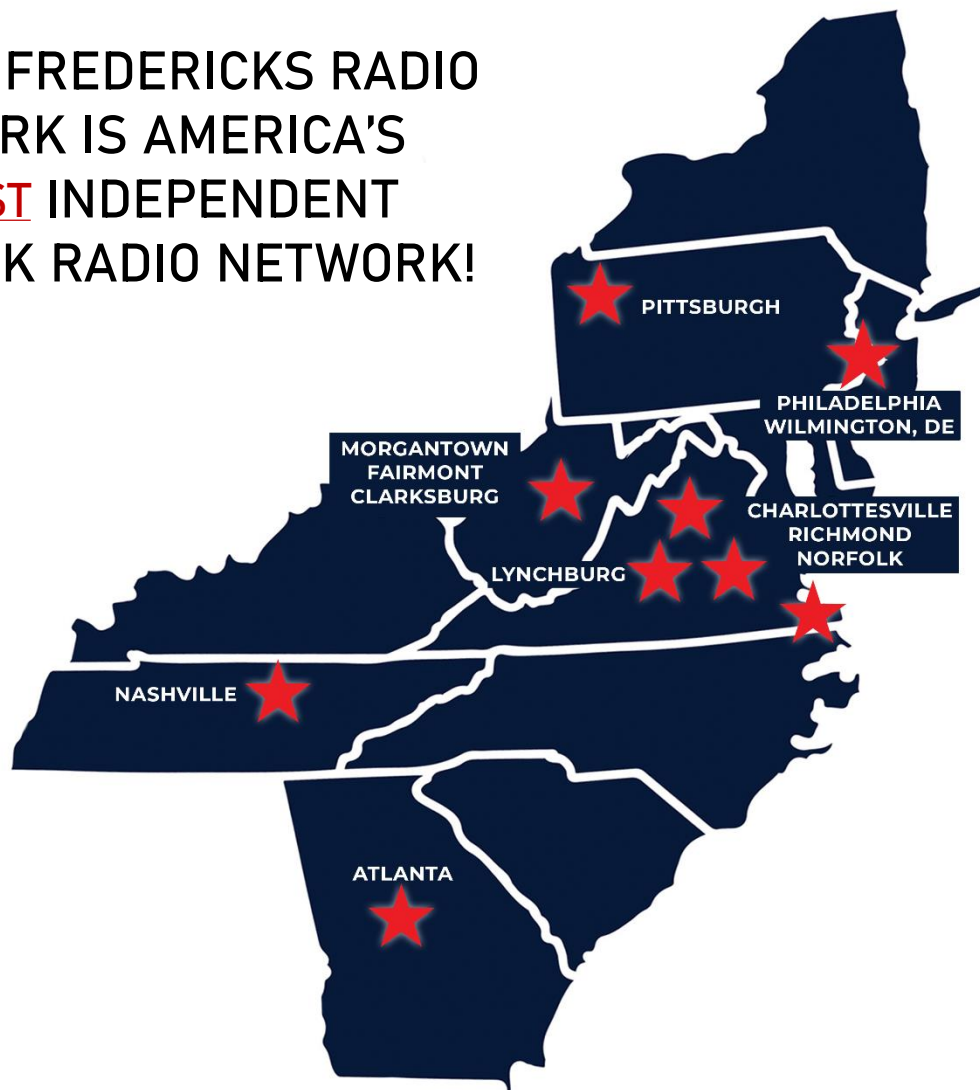 FREDERICKS RADIO
RK IS AMERICA'S
ST INDEPENDENT
K RADIO NETWORK!
PITTSBURGH
PHILADELPHIA
WILMINGTON, DE
MORGANTOWN
FAIRMONT
CLARKSBURG
CHARLOTTESVILLE
RICHMOND
NORFOLK
LYNCHBURG
NASHVILLE
ATLANTA